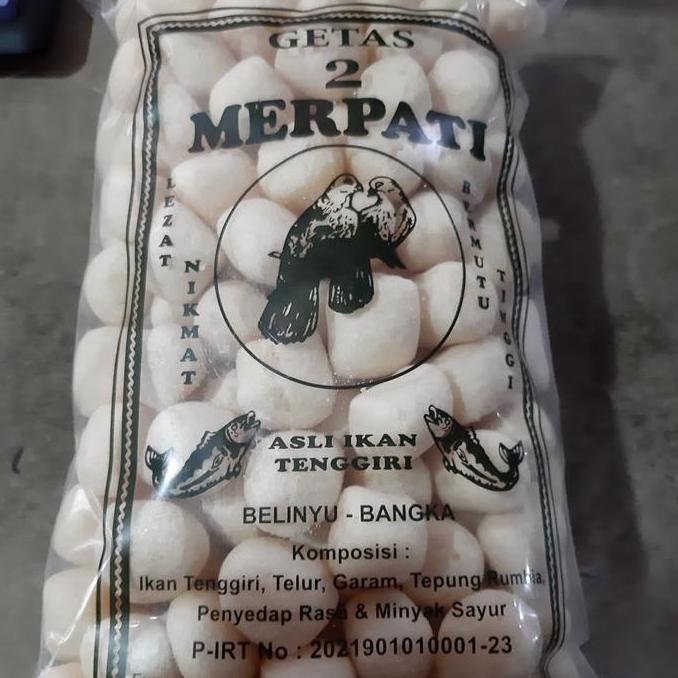 GETAS
2
MERPATI
LEZAT
NIKMAT
BERMUTU
TINGGI
ASLI IKAN
TENGGIRI
BELINYU - BANGKA
Komposisi :
Ikan Tenggiri, Telur, Garam, Tepung Rumbia,
Penyedap Rasa & Minyak Sayur
P-IRT No : 2021901010001-23